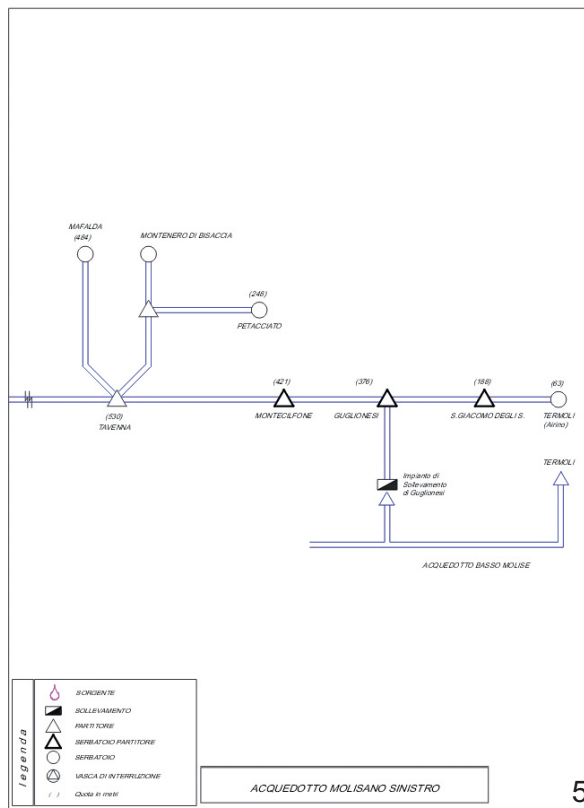 MAFALDA
(484)
MONTENERO DI BISACCIA
(248)
PETACCIATO
(530)
TAVENNA
(421)
MONTECILFONE
(376)
GUGLIONESI
(188)
S.GIACOMO DEGLI S.
(63)
TERMOLI
(Airino)
Impianto di
Sollevamento
di Guglionesi
TERMOLI
ACQUEDOTTO BASSO MOLISE
legenda
SORGENTE
SOLLEVAMENTO
PARTITORE
SERBATOIO PARTITORE
SERBATOIO
VASCA DI INTERRUZIONE
( ) Quota in metri
ACQUEDOTTO MOLISANO SINISTRO
5